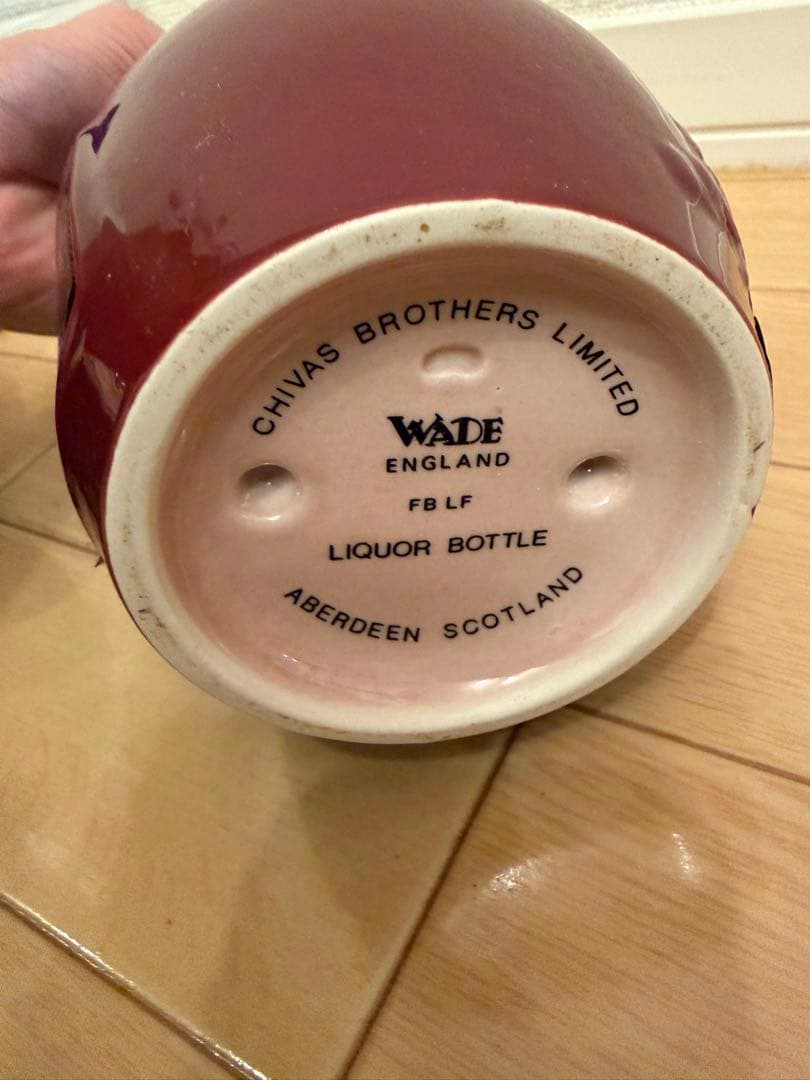 CHIVAS BROTHERS LIMITED
WADE
ENGLAND
FB LF
LIQUOR BOTTLE
ABERDEEN SCOTLAND